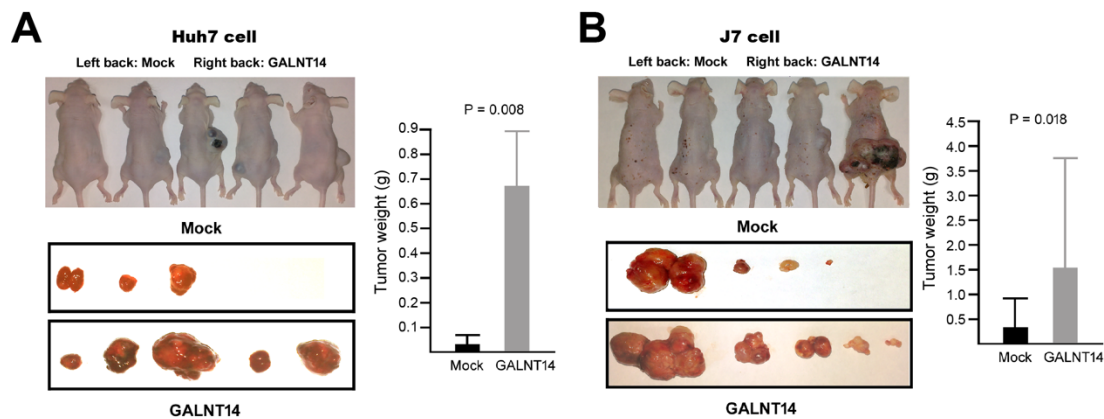 A
Huh7 cell
Left back: Mock Right back: GALNT14
Mock
GALNT14
P = 0.008
Tumor weight (g)
0.9
0.8
0.7
0.6
0.5
0.4
0.3
0.2
0.1
Mock GALNT14
B
J7 cell
Left back: Mock Right back: GALNT14
Mock
GALNT14
P = 0.018
Tumor weight (g)
4.5
4.0
3.5
3.0
2.5
2.0
1.5
1.0
0.5
Mock GALNT14